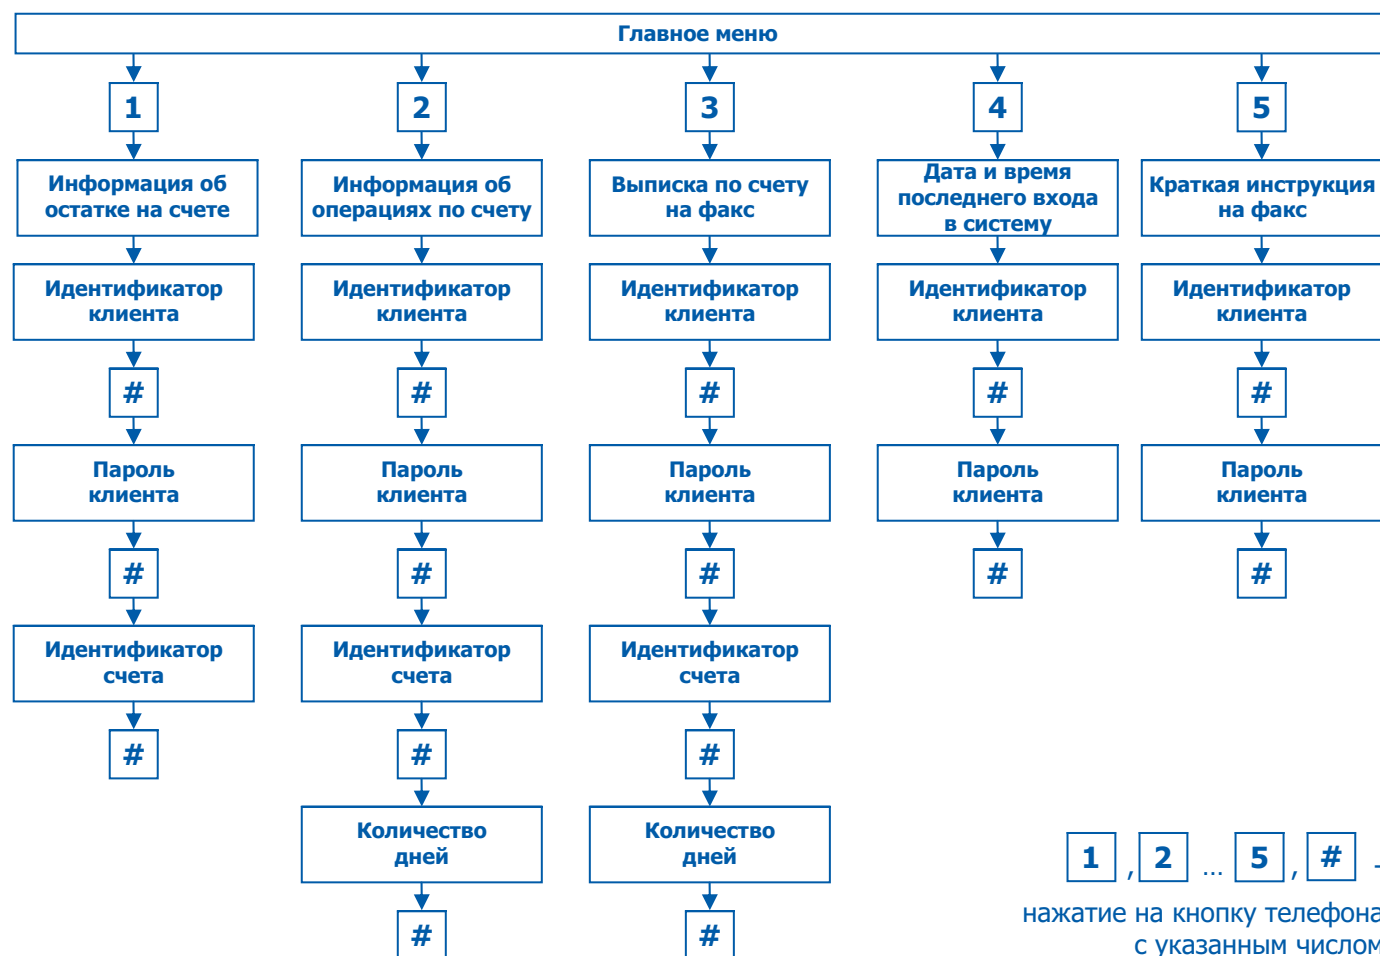 Главное меню
1 2 3 4 5
Информация об
остатке на счете
Информация об
операциях по счету
Выписка по счету
на факс
Дата и время
последнего входа
в систему
Краткая инструкция
на факс
Идентификатор
клиента
Идентификатор
клиента
Идентификатор
клиента
Идентификатор
клиента
Идентификатор
клиента
# # # # #
Пароль
клиента
Пароль
клиента
Пароль
клиента
Пароль
клиента
Пароль
клиента
# # # # #
Идентификатор
счета
Идентификатор
счета
Идентификатор
счета
# # #
Количество
дней
Количество
дней
# #
1 , 2 ... 5 , # -
нажатие на кнопку телефона
с указанным числом